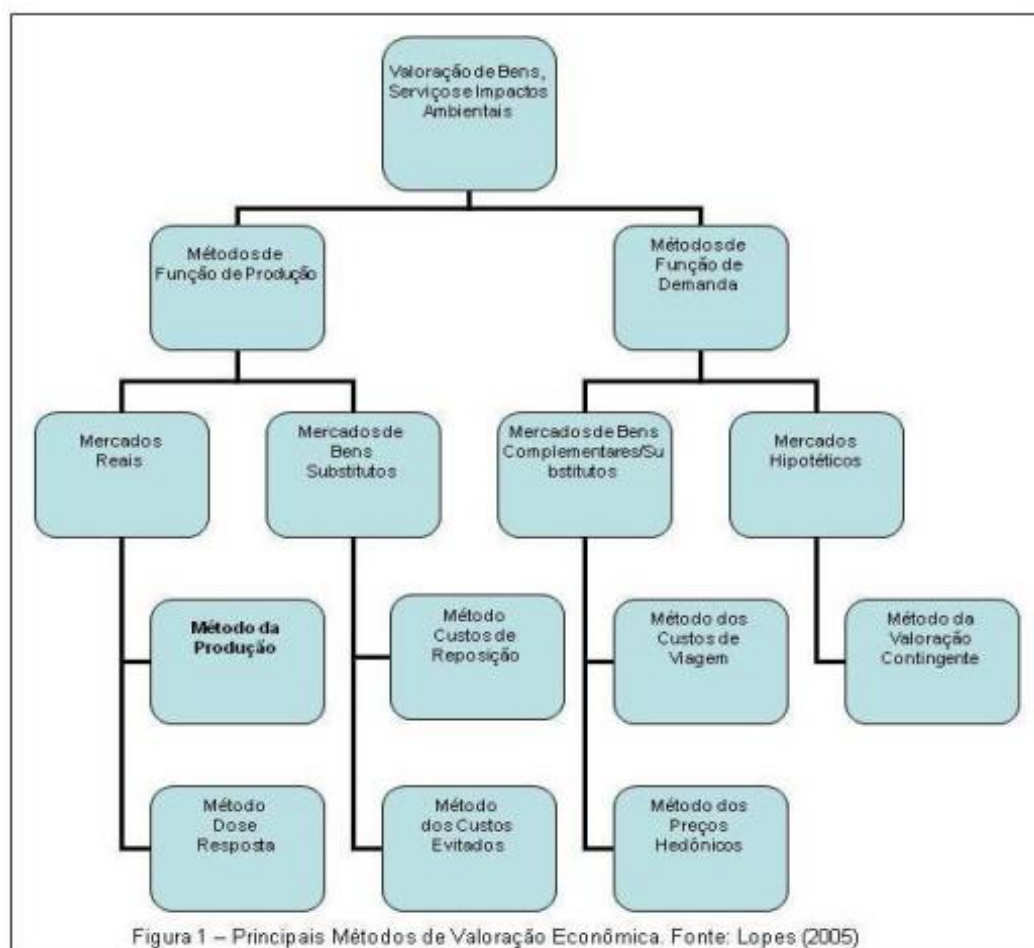 Valoração de Bens,
Serviços e Impactos
Ambientais
Métodos de
Função de Produção
Métodos de
Função de
Demanda
Mercados
Reais
Mercados de
Bens
Substitutos
Mercados de Bens
Complementares/Su
bstitutos
Mercados
Hipotéticos
Método da
Produção
Método
Custos de
Reposição
Método dos
Custos de
Viagem
Método da
Valoração
Contingente
Método
Dose
Resposta
Método
dos Custos
Evitados
Método dos
Preços
Hedônicos
Figura 1 – Principais Métodos de Valoração Econômica. Fonte: Lopes (2005)